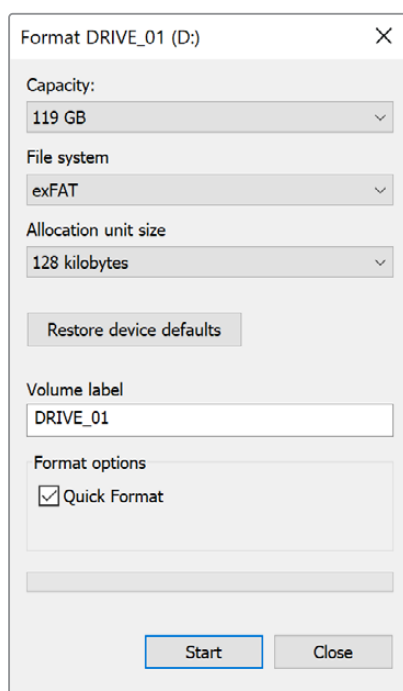 Format DRIVE_01 (D:)
Capacity:
119 GB
File system
exFAT
Allocation unit size
128 kilobytes
Restore device defaults
Volume label
DRIVE_01
Format options
Quick Format
Start Close